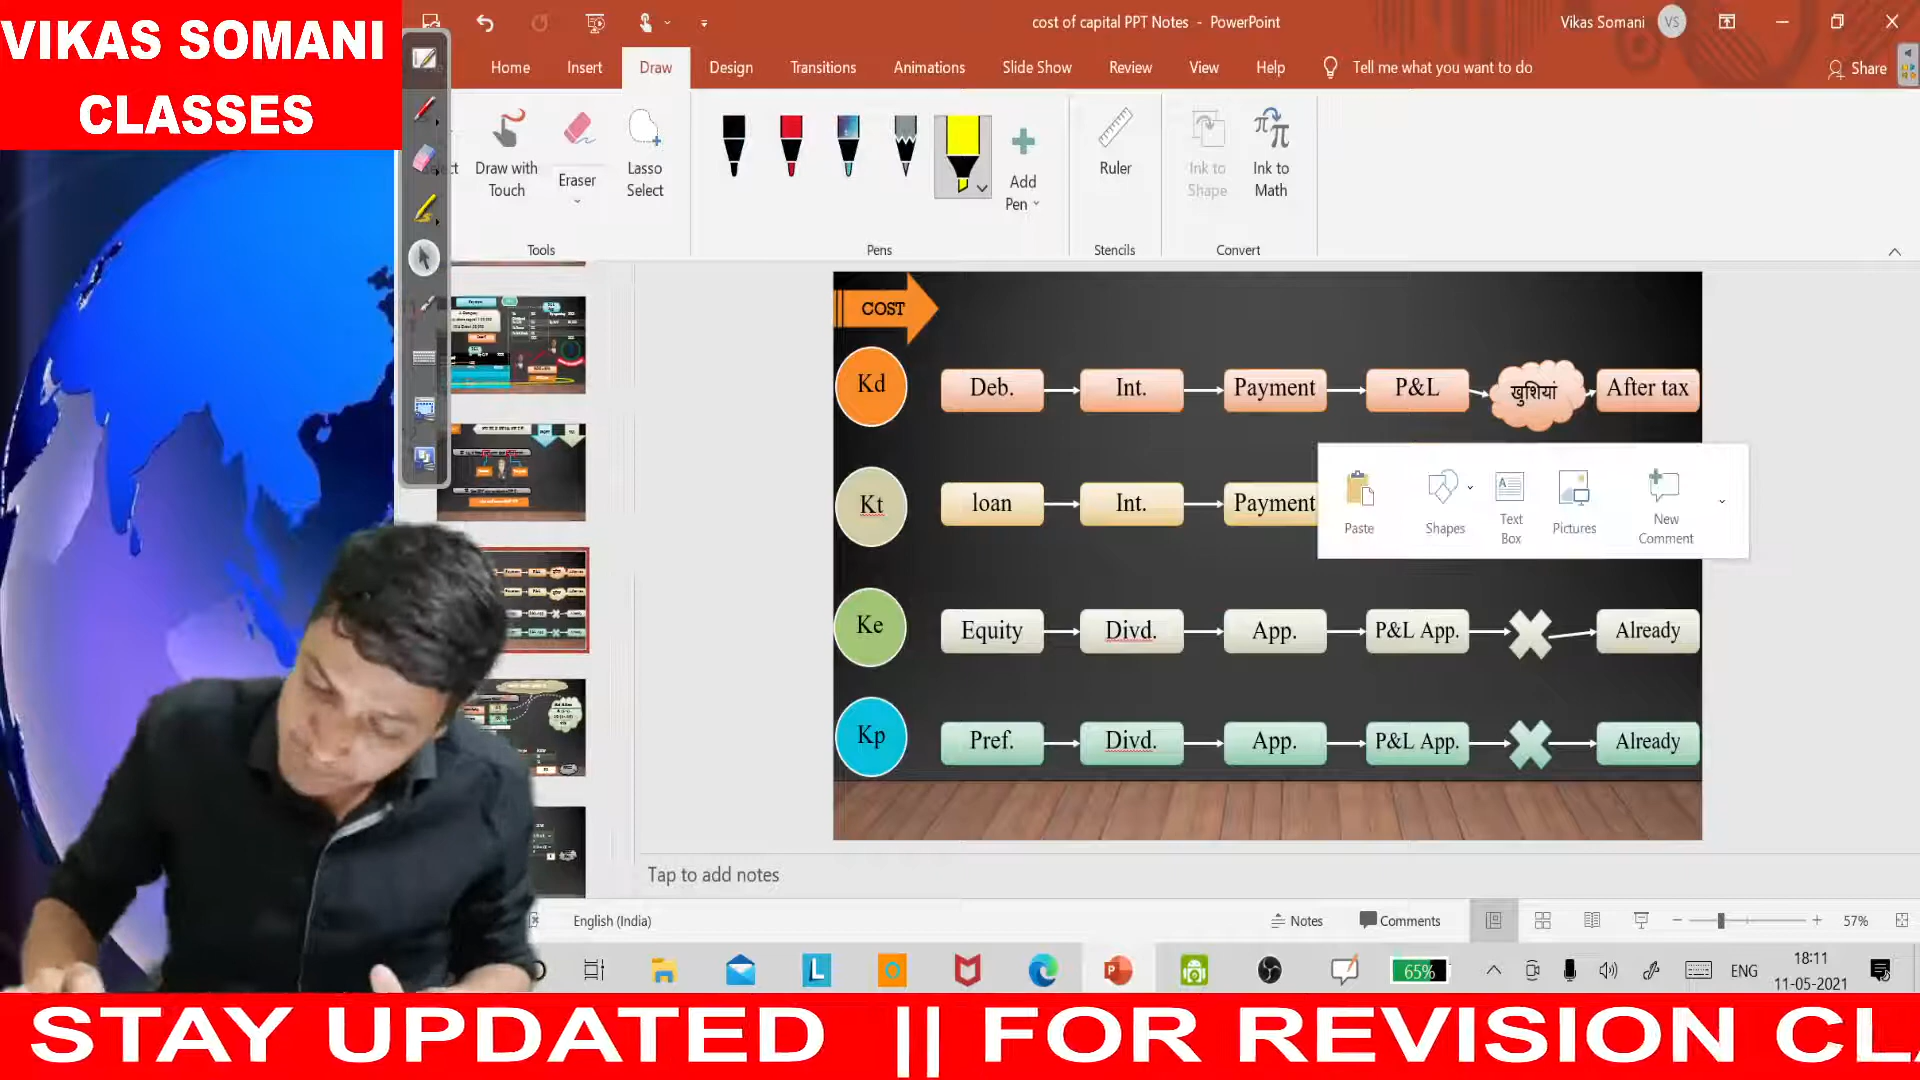 VIKAS SOMANI
CLASSES
cost of capital PPT Notes - PowerPoint
Vikas Somani
VS
Home
Insert
Draw
Design
Transitions
Animations
Slide Show
Review
View
Help
Tell me what you want to do
Share
Draw with
Touch
Eraser
Lasso
Select
Add
Pen
Ruler
Ink to
Shape
Ink to
Math
Tools
Pens
Stencils
Convert
COST
Kd
Deb.
Int.
Payment
P&L
खुशियां
After tax
Kt
loan
Int.
Payment
Paste
Shapes
Text
Box
Pictures
New
Comment
Ke
Equity
Divd.
App.
P&L App.
Already
Kp
Pref.
Divd.
App.
P&L App.
Already
Tap to add notes
English (India)
Notes
Comments
57%
65%
ENG
18:11
11-05-2021
STAY UPDATED || FOR REVISION CL